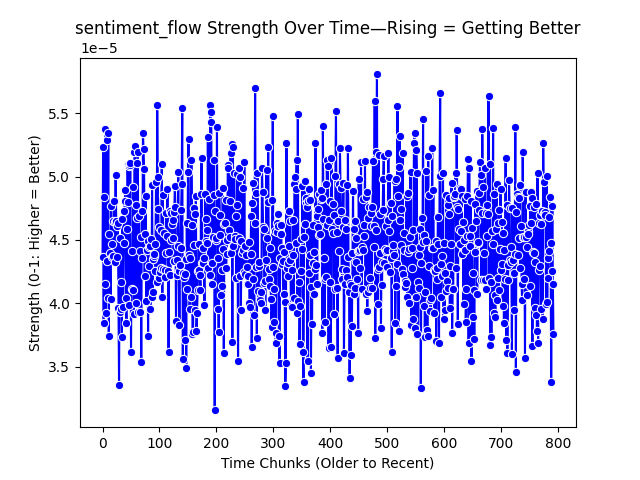 sentiment_flow Strength Over Time—Rising = Getting Better
1e−5
5.5
5.0
4.5
4.0
3.5
Strength (0-1: Higher = Better)
0 100 200 300 400 500 600 700 800
Time Chunks (Older to Recent)